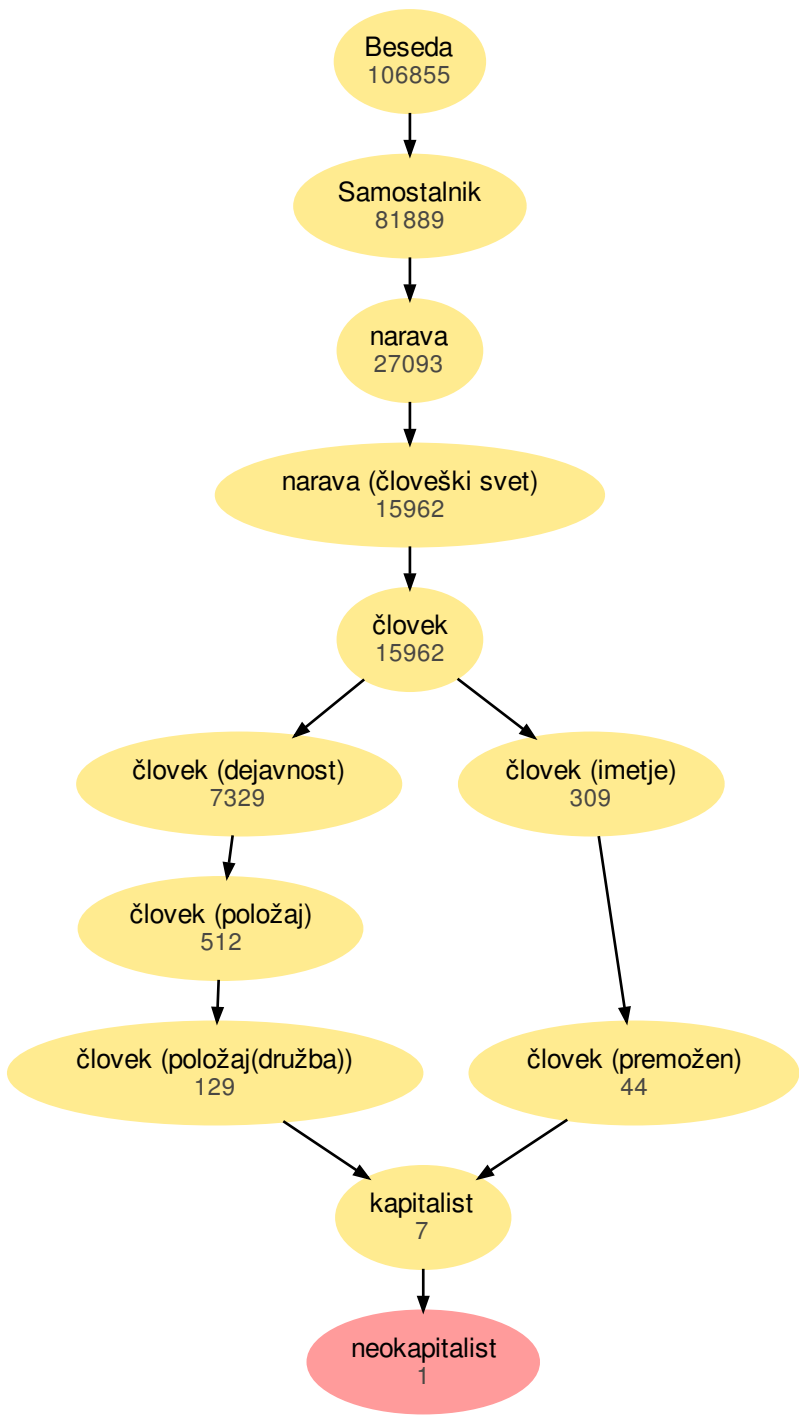 Beseda
106855
Samostalnik
81889
narava
27093
narava (človeški svet)
15962
človek
15962
človek (dejavnost)
7329
človek (imetje)
309
človek (položaj)
512
človek (položaj(družba))
129
človek (premožen)
44
kapitalist
7
neokapitalist
1